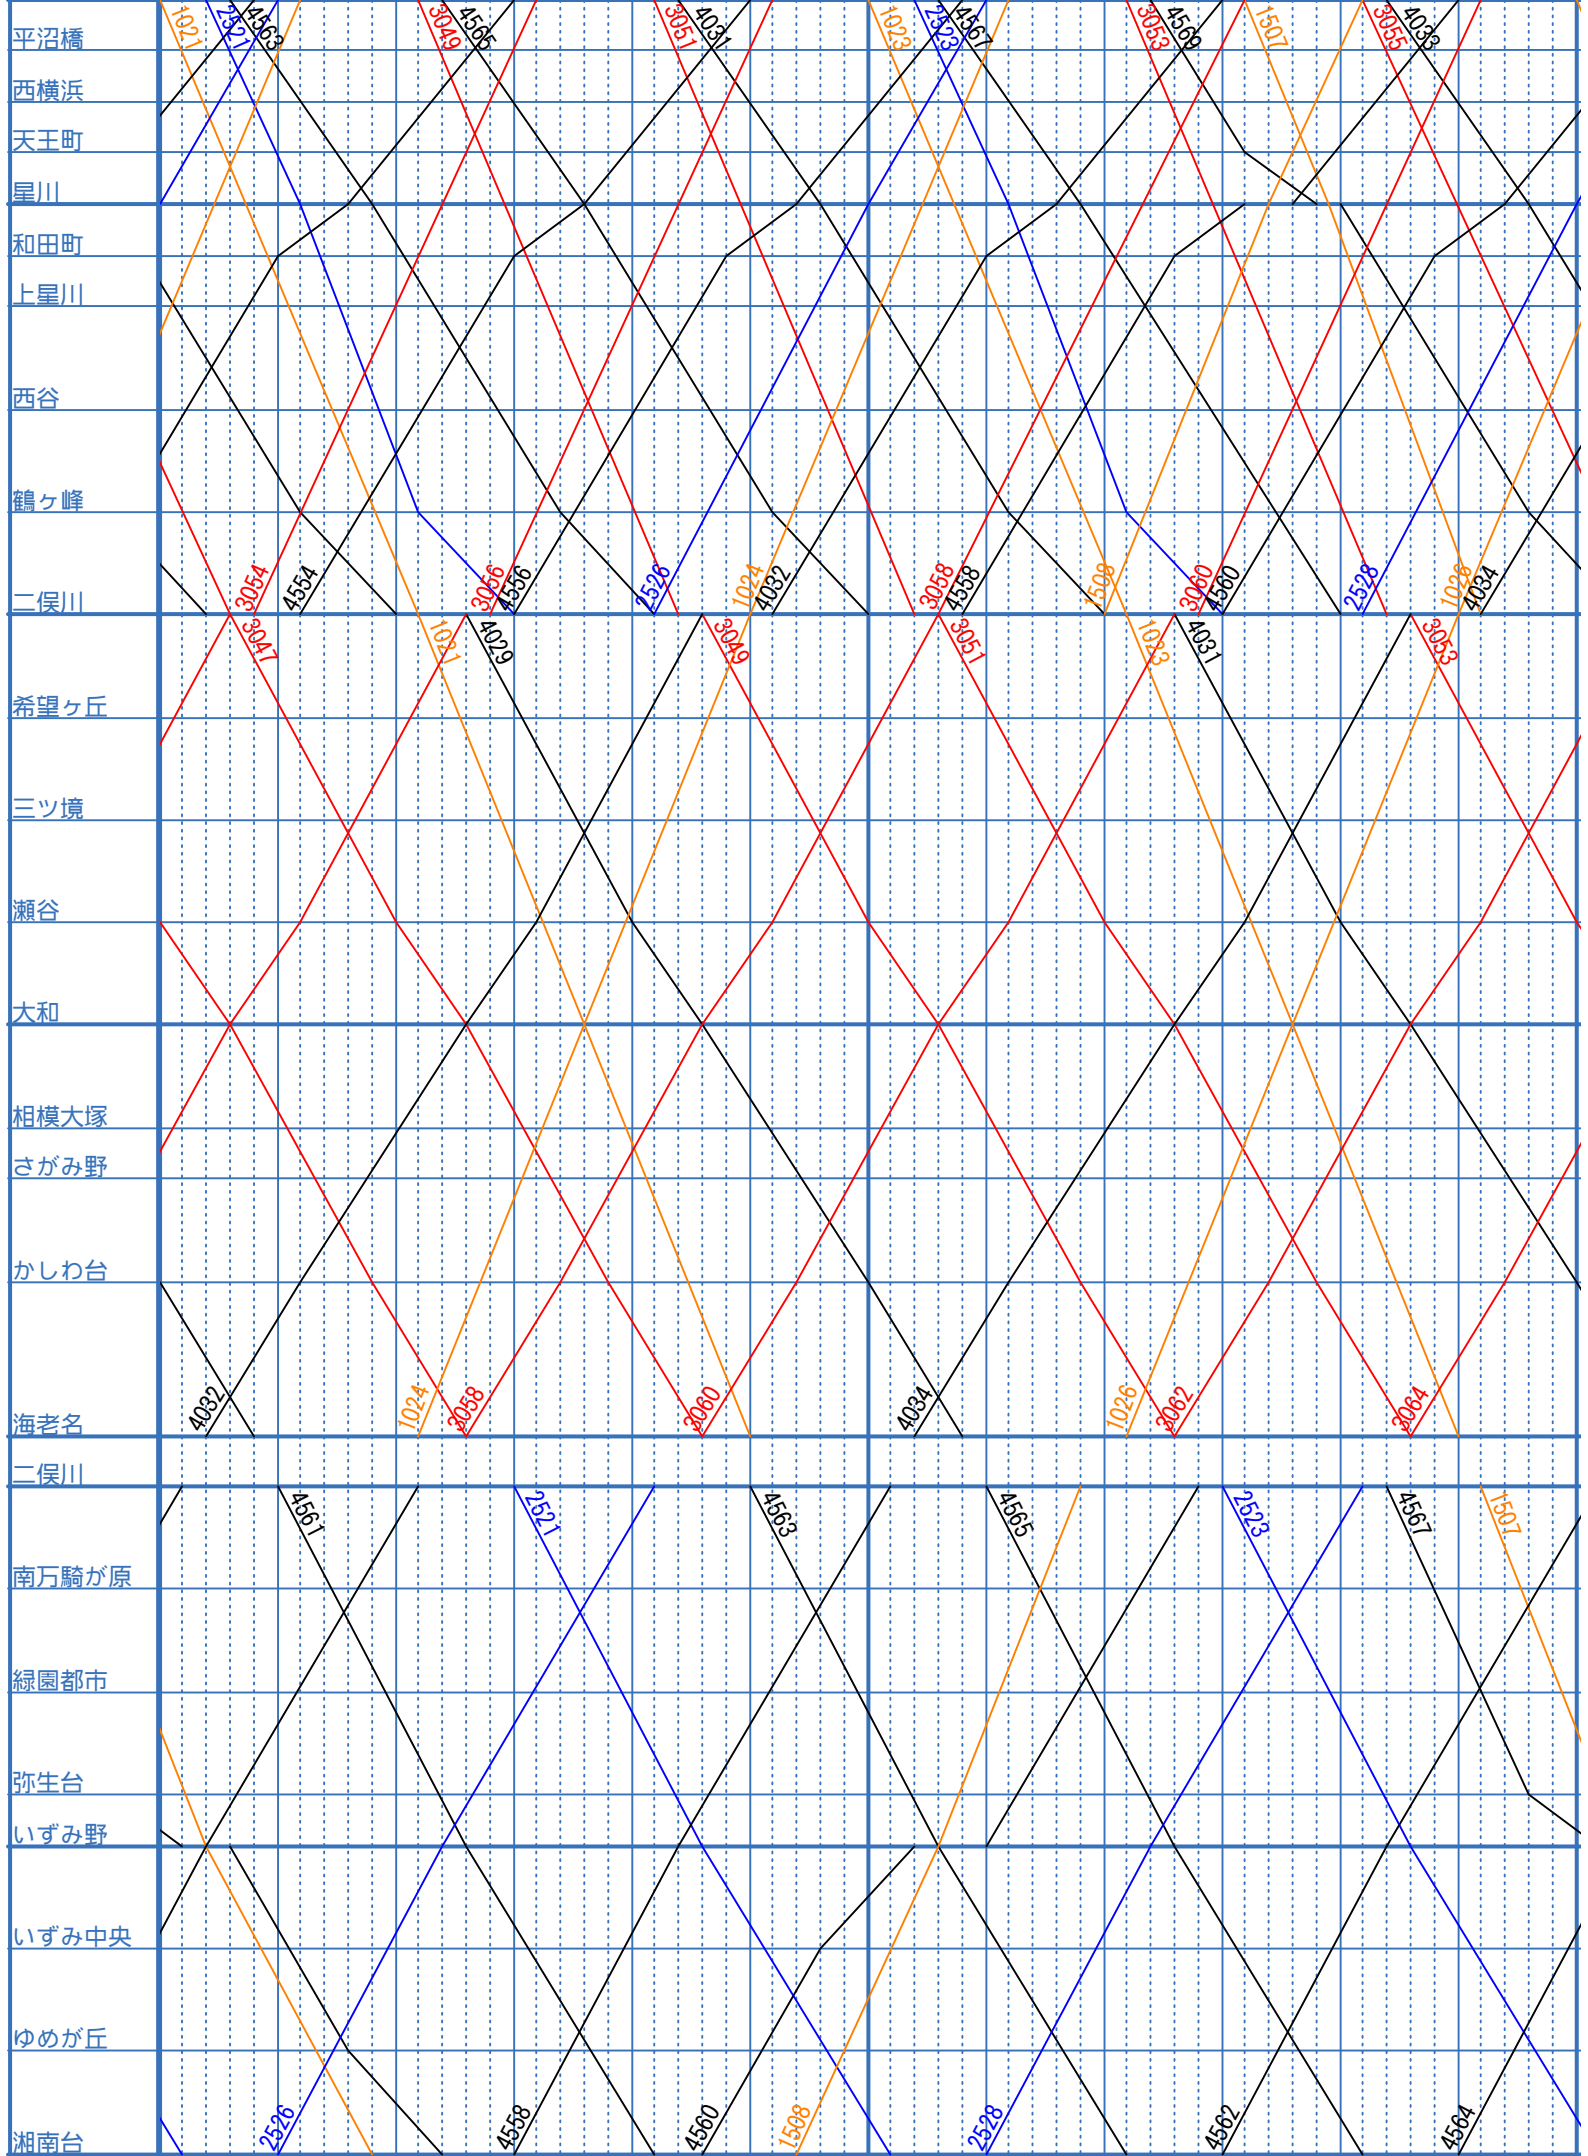 1021
2521
4563
3049
4565
3051
4031
1023
2523
4567
3053
4569
1507
3055
4033
平沼橋
西横浜
天王町
星川
和田町
上星川
西谷
鶴ヶ峰
二俣川
3054
4554
3056
4556
2526
1024
4032
3058
4558
1508
3060
4560
2528
1026
4034
3047
1021
4029
3049
3051
1023
4031
3053
希望ヶ丘
三ツ境
瀬谷
大和
相模大塚
さがみ野
かしわ台
海老名
4032
1024
3058
3060
4034
1026
3062
3064
二俣川
4561
2521
4563
4565
2523
4567
1507
南万騎が原
緑園都市
弥生台
いずみ野
いずみ中央
ゆめが丘
湘南台
2526
4558
4560
1508
2528
4562
4564